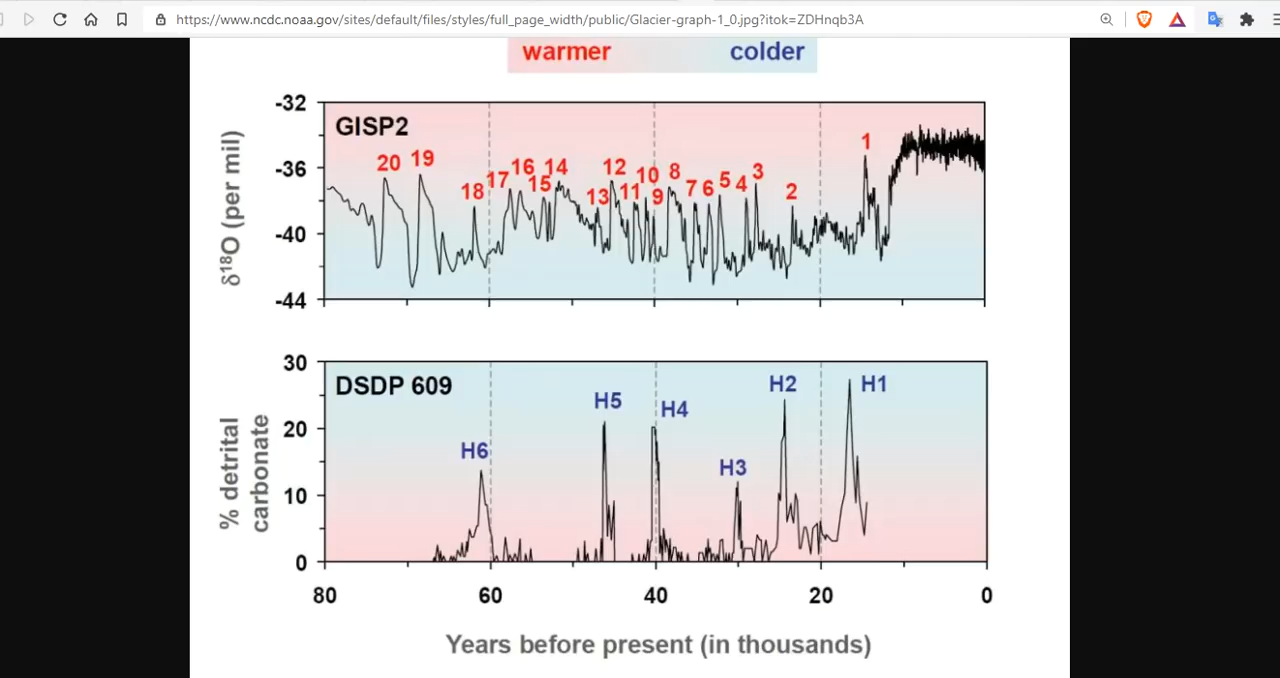 https://www.ncdc.noaa.gov/sites/default/files/styles/full_page_width/public/Glacier-graph-1_0.jpg?itok=ZDHnqb3A
warmer colder
-32
GISP2
-36
-40
-44
δ18O (per mil)
20 19 18 17 16 15 14 13 12 11 10 9 8 7 6 5 4 3 2 1
30
DSDP 609
20
10
0
% detrital
carbonate
H6 H5 H4 H3 H2 H1
80 60 40 20 0
Years before present (in thousands)